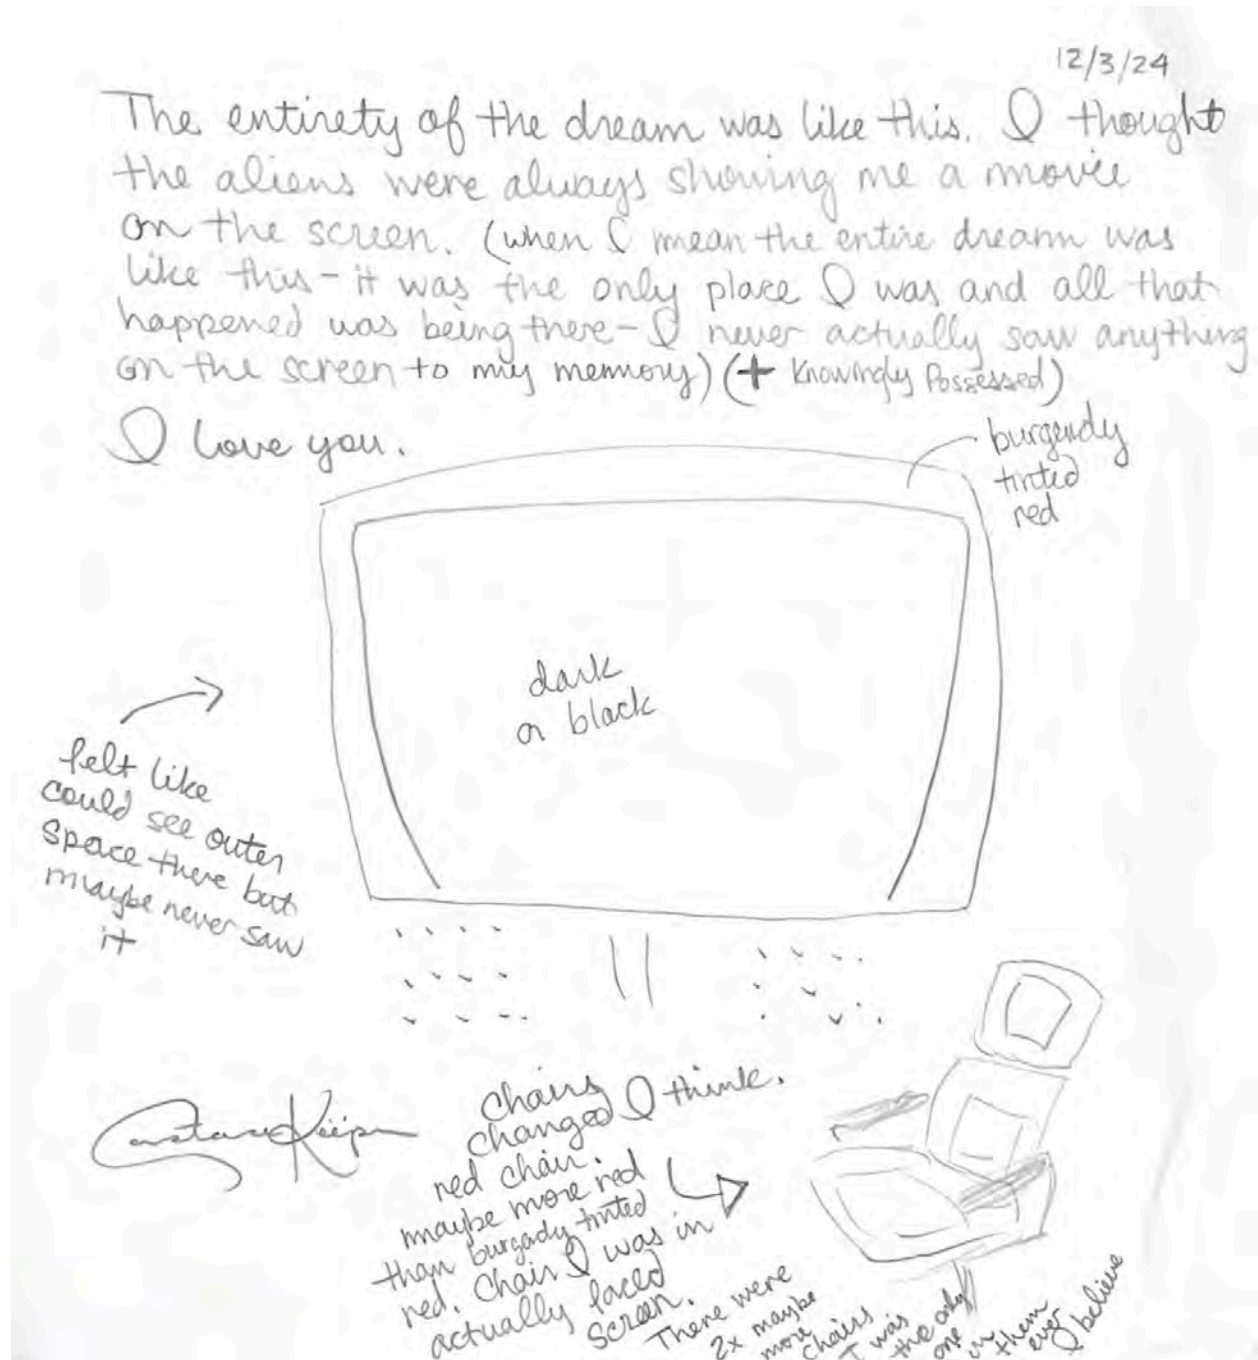 12/3/24
The entirety of the dream was like this. I thought
the aliens were always showing me a movie
on the screen. (when I mean the entire dream was
like this - it was the only place I was and all that
happened was being there - I never actually saw anything
on the screen to my memory) (+ Knowingly Possessed)
I love you.
burgendy
tinted
red
dark
or black
felt like
could see outer
space there but
maybe never saw
it
chairs
changed I think.
red chair.
maybe more red
than burgandy tinted
red. Chair I was in
actually faced
screen.
There were
2x maybe
more
chairs
I was
the only
one
in
them
ever
I believe